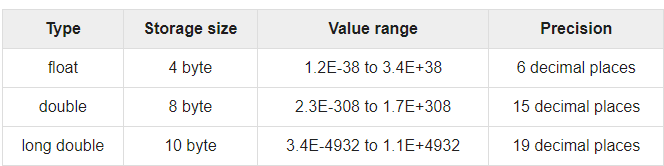 Type Storage size Value range Precision
float 4 byte 1.2E-38 to 3.4E+38 6 decimal places
double 8 byte 2.3E-308 to 1.7E+308 15 decimal places
long double 10 byte 3.4E-4932 to 1.1E+4932 19 decimal places